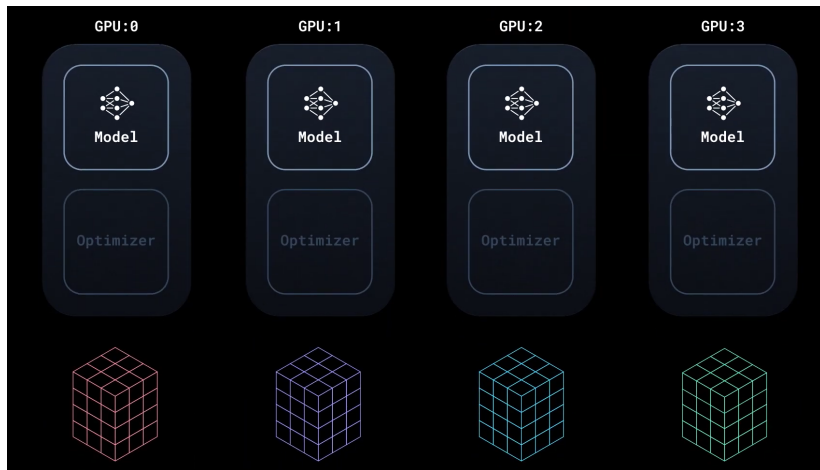 GPU:0
GPU:1
GPU:2
GPU:3
Model
Model
Model
Model
Optimizer
Optimizer
Optimizer
Optimizer